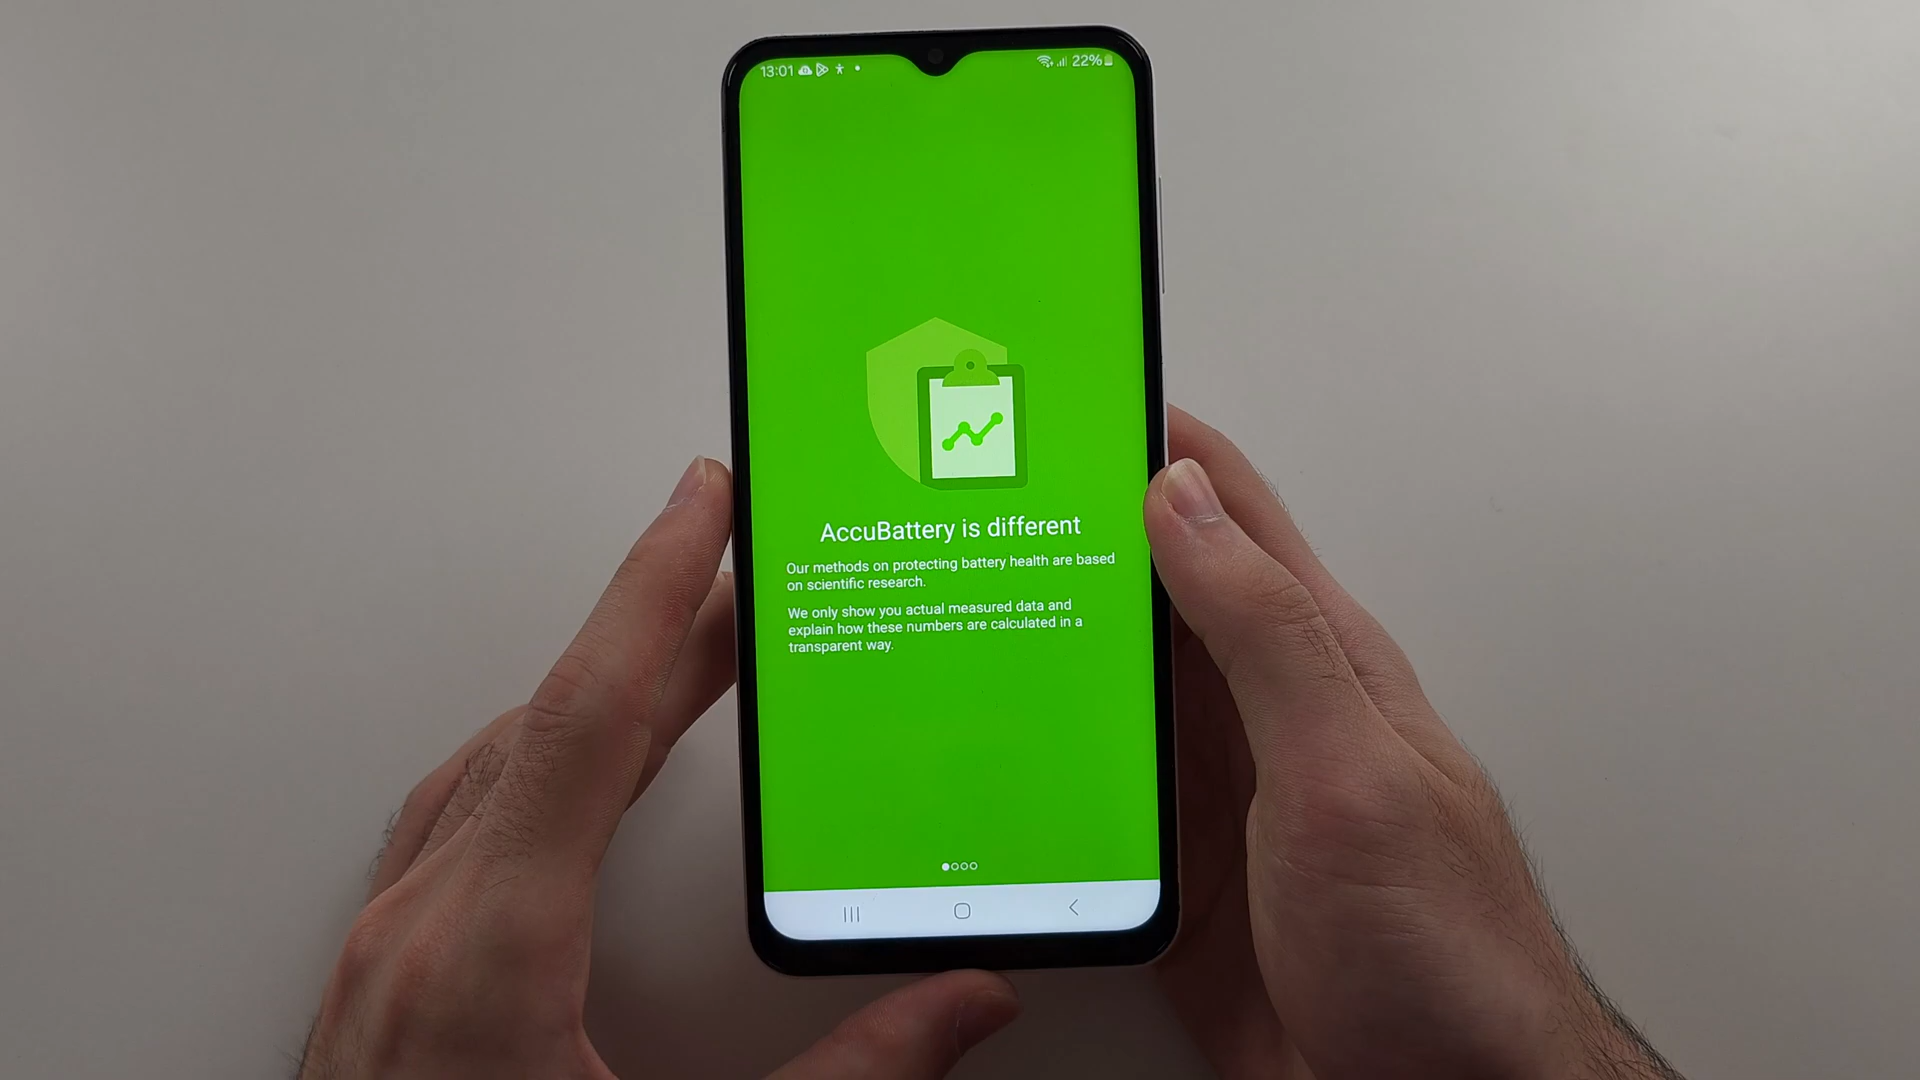 13:01 22%
AccuBattery is different
Our methods on protecting battery health are based
on scientific research.
We only show you actual measured data and
explain how these numbers are calculated in a
transparent way.